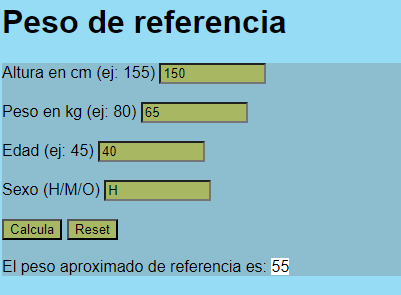 Peso de referencia
Altura en cm (ej: 155) 150
Peso en kg (ej: 80) 65
Edad (ej: 45) 40
Sexo (H/M/O) H
Calcula Reset
El peso aproximado de referencia es: 55